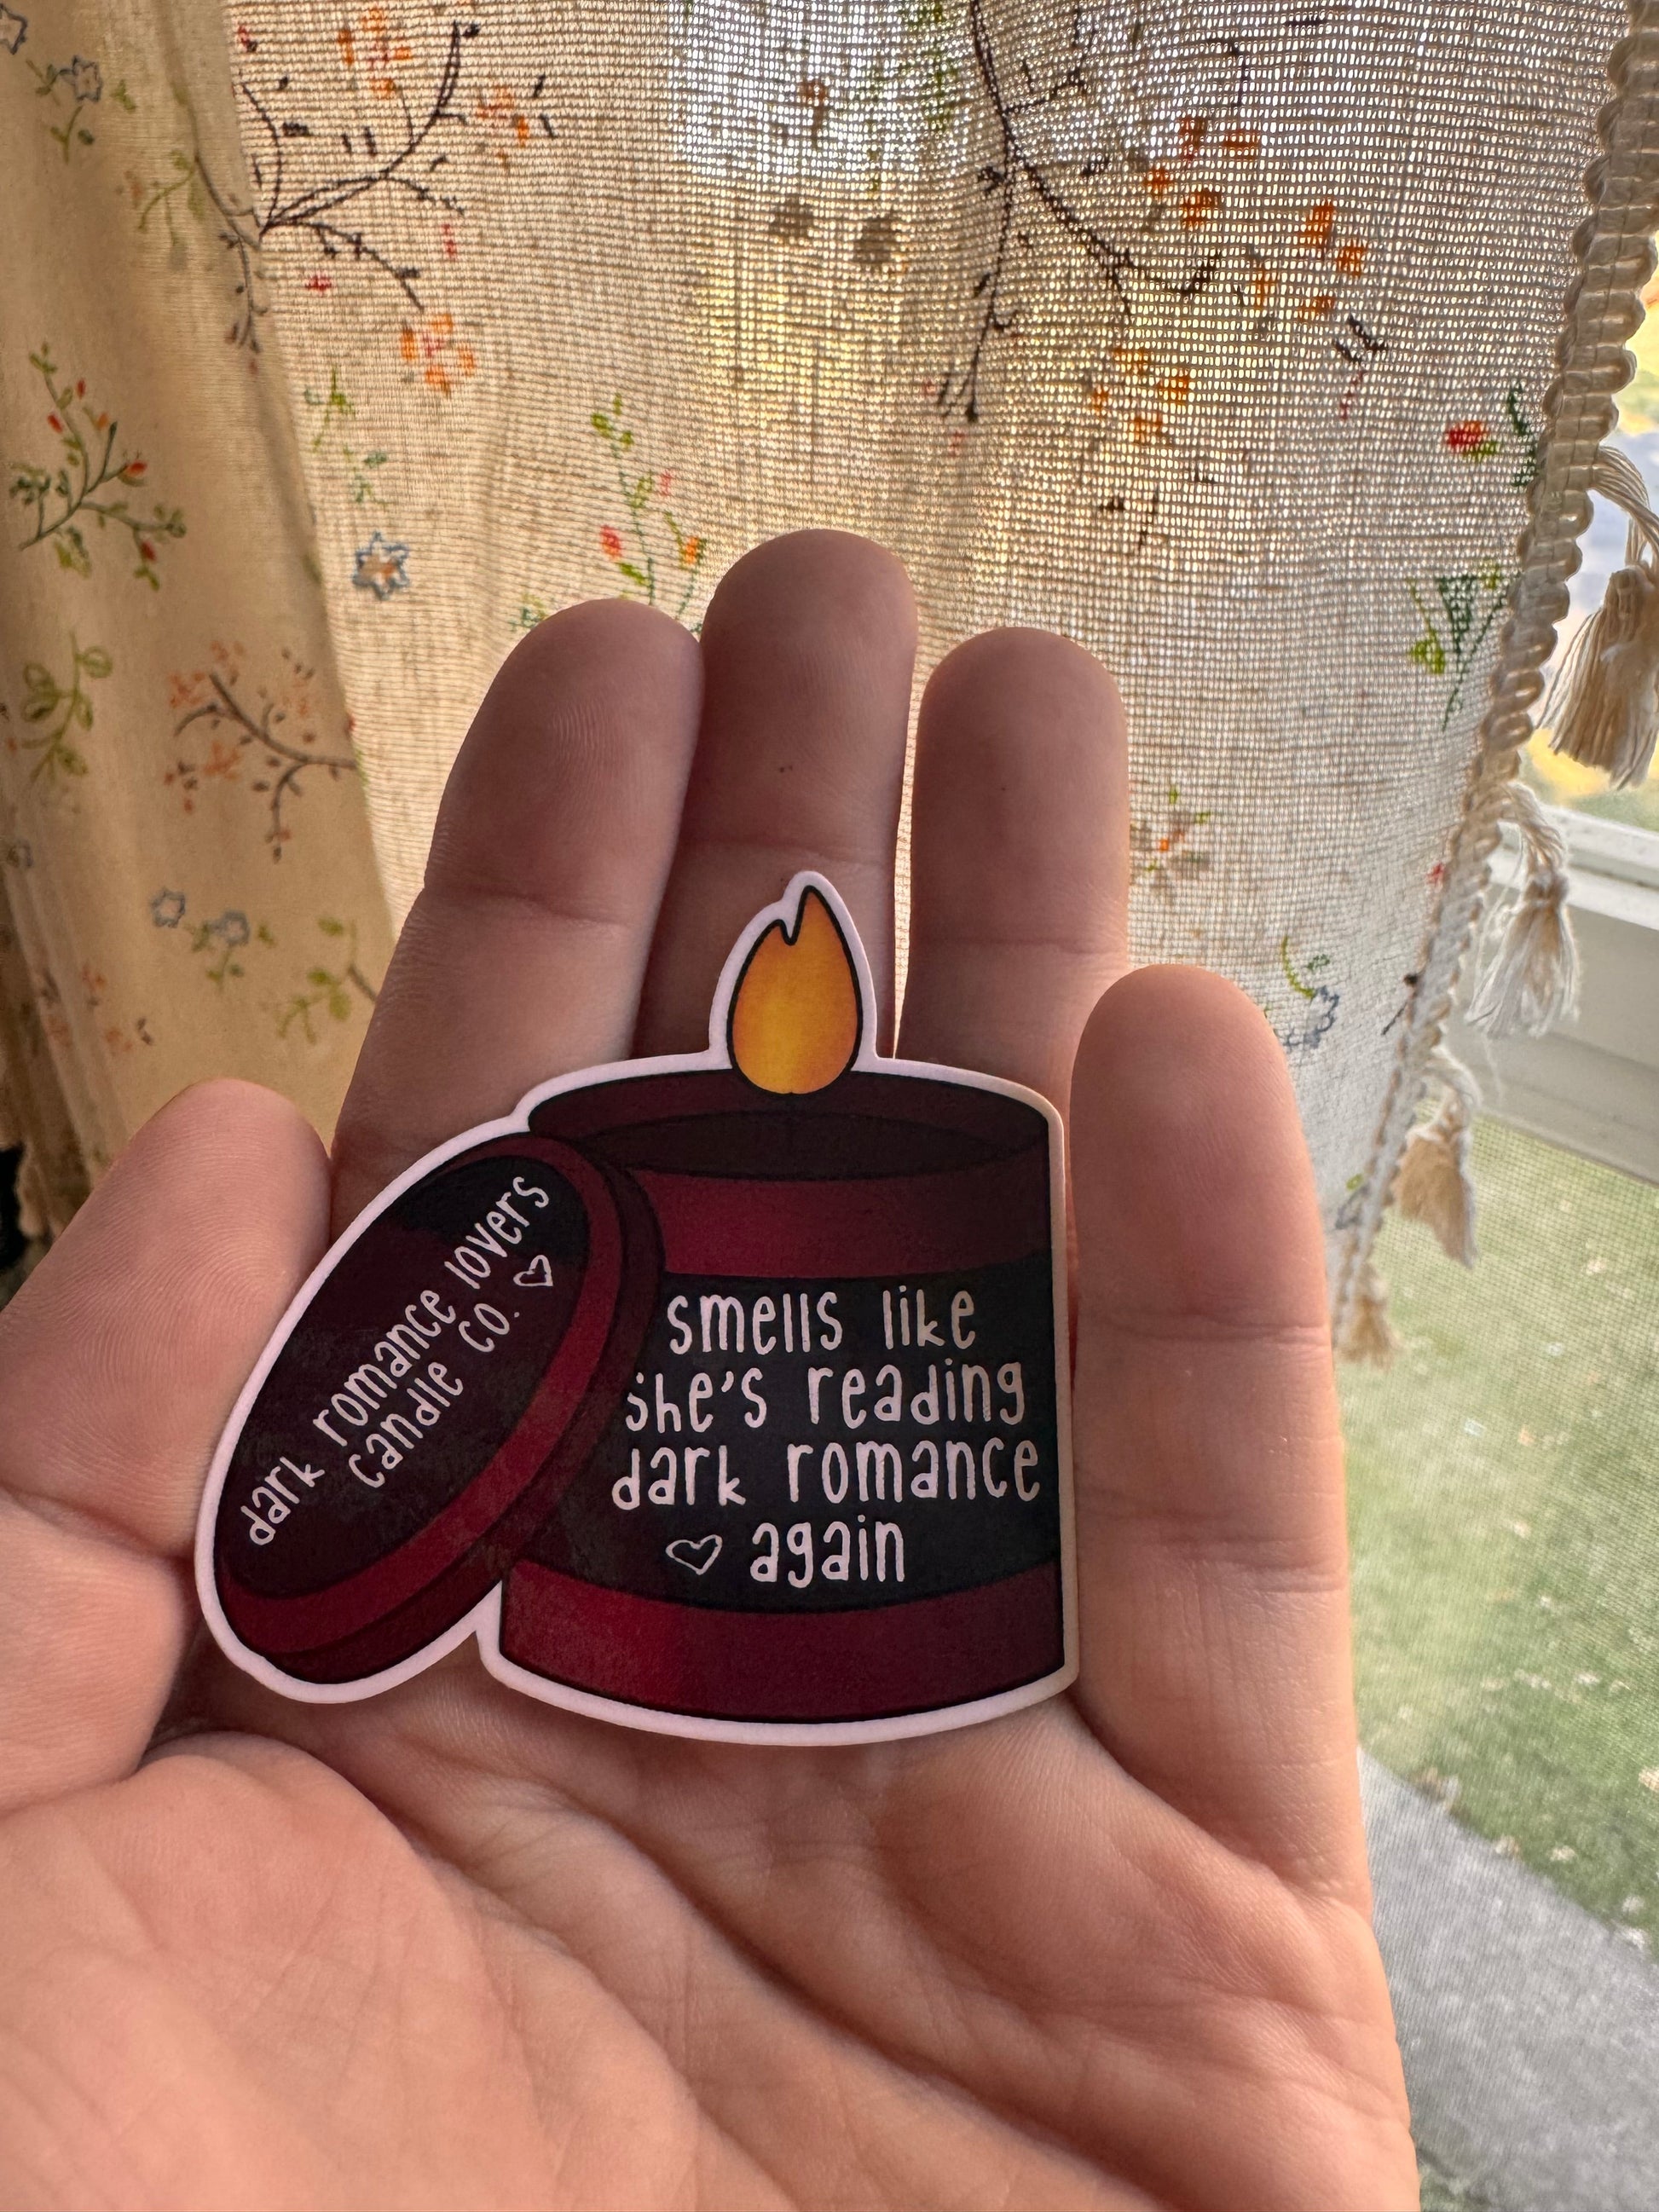 dark romance lovers
candle co. ♡
smells like
she's reading
dark romance
♡ again